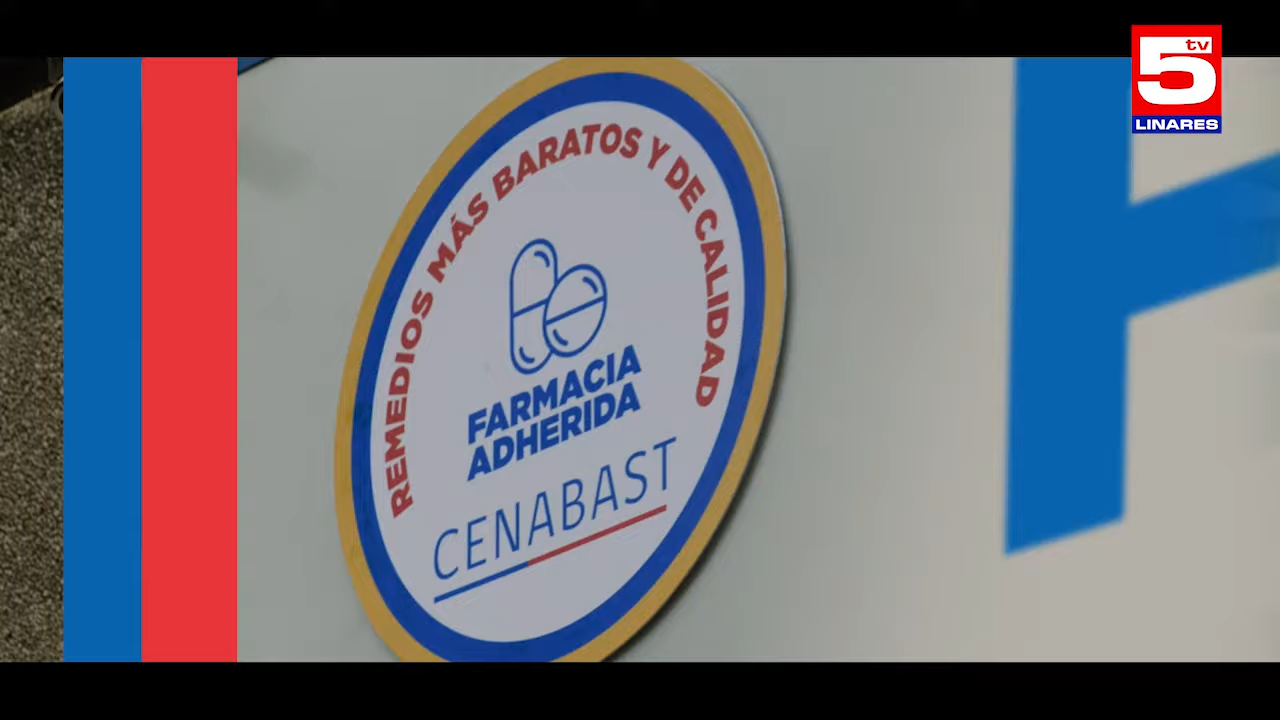 5
tv
LINARES
REMEDIOS MÁS BARATOS Y DE CALIDAD
FARMACIA
ADHERIDA
CENABAST